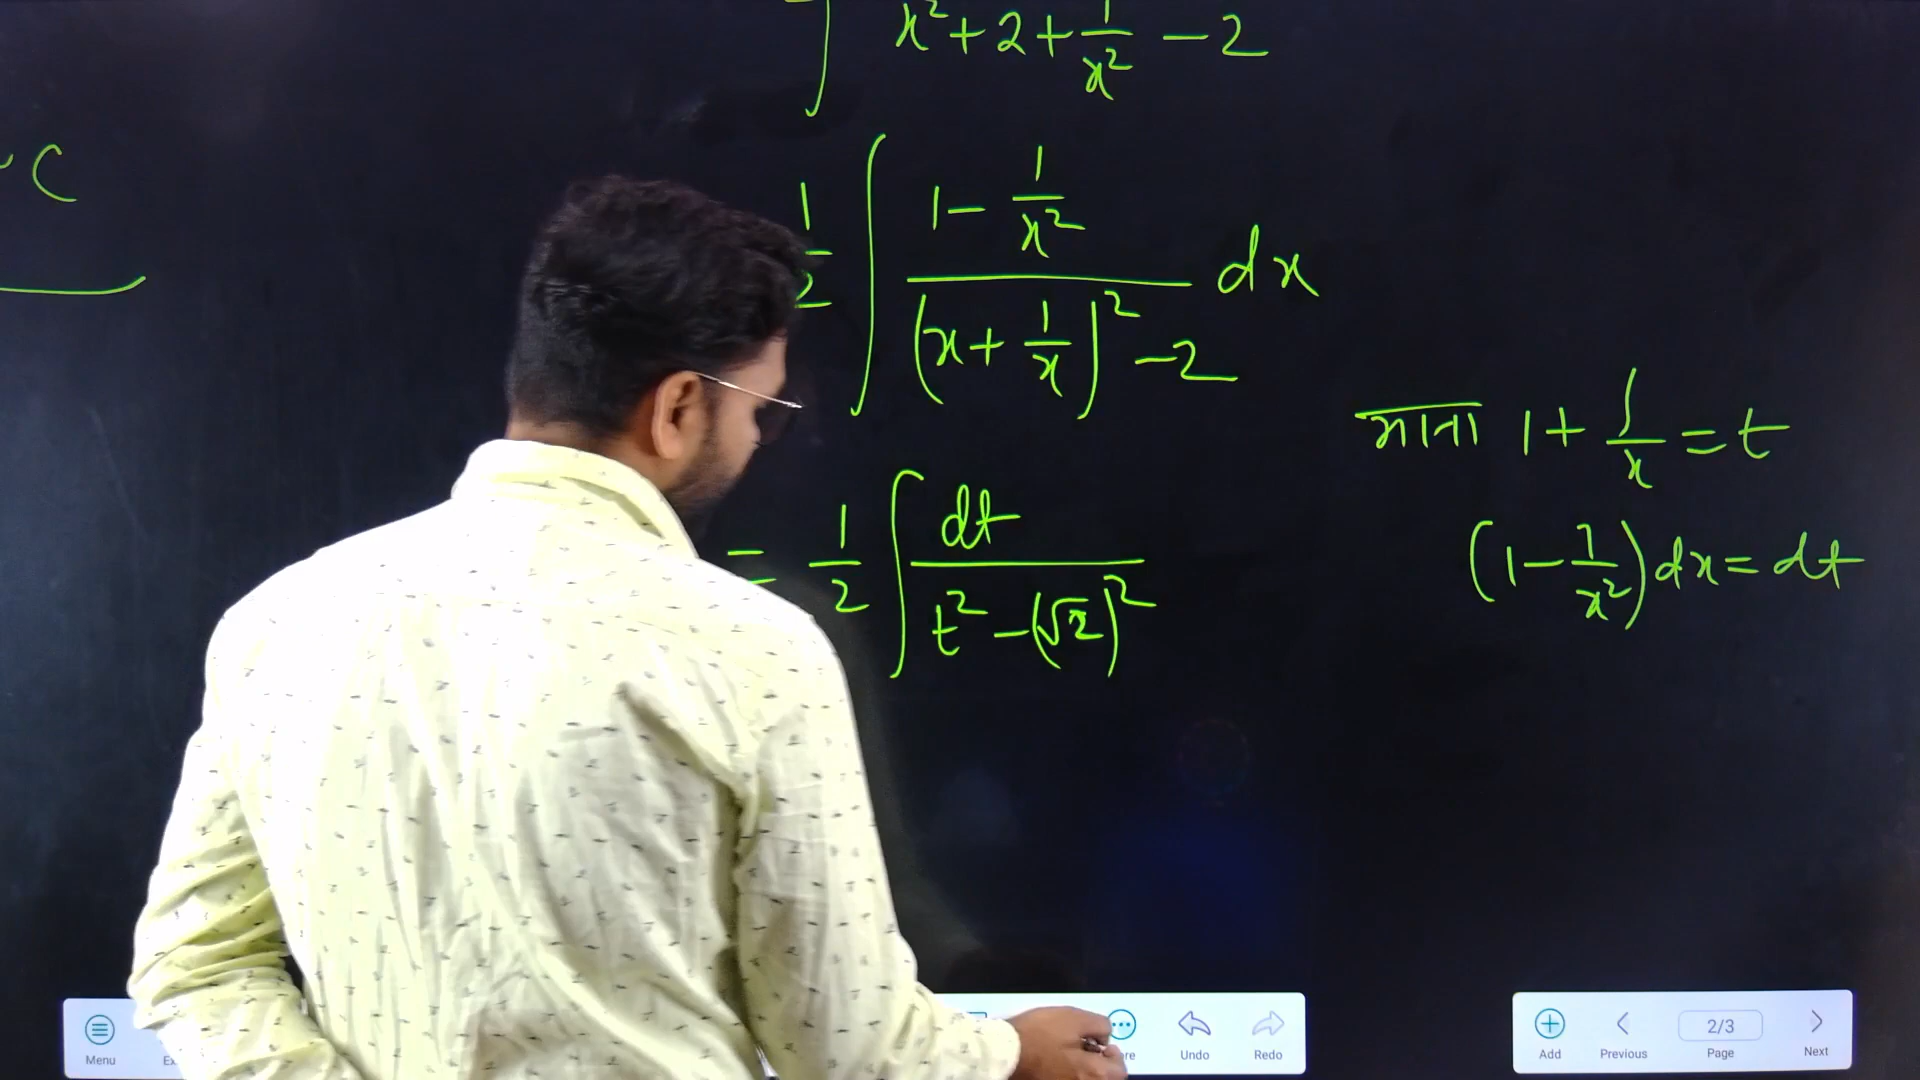 ∫ x² + 2 + 1/x² - 2
C
1/2 ∫ (1 - 1/x²)/((x + 1/x)² - 2) dx
माना 1 + 1/x = t
= 1/2 ∫ dt/(t² - (√2)²)
(1 - 1/x²) dx = dt
Menu
Undo
Redo
Add
Previous
2/3
Page
Next